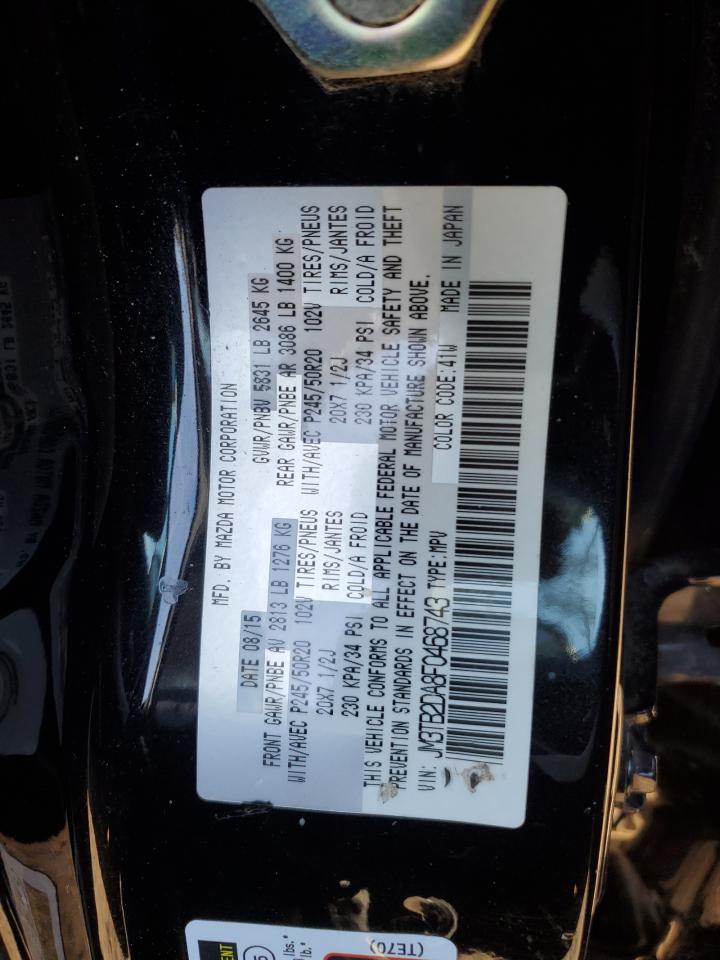 MFD. BY MAZDA MOTOR CORPORATION
DATE 08/15 GVWR/PNBV 5831 LB 2645 KG
FRONT GAWR/PNBE AV 2813 LB 1276 KG REAR GAWR/PNBE AR 3086 LB 1400 KG
WITH/AVEC P245/50R20 102V TIRES/PNEUS WITH/AVEC P245/50R20 102V TIRES/PNEUS
20X7 1/2J RIMS/JANTES 20X7 1/2J RIMS/JANTES
230 KPA/34 PSI COLD/A FROID 230 KPA/34 PSI COLD/A FROID
THIS VEHICLE CONFORMS TO ALL APPLICABLE FEDERAL MOTOR VEHICLE SAFETY AND THEFT
PREVENTION STANDARDS IN EFFECT ON THE DATE OF MANUFACTURE SHOWN ABOVE.
VIN: JM3TB2DA8F0458743 TYPE:MPV COLOR CODE:41W MADE IN JAPAN
(TE70)
lbs.*
lb.*